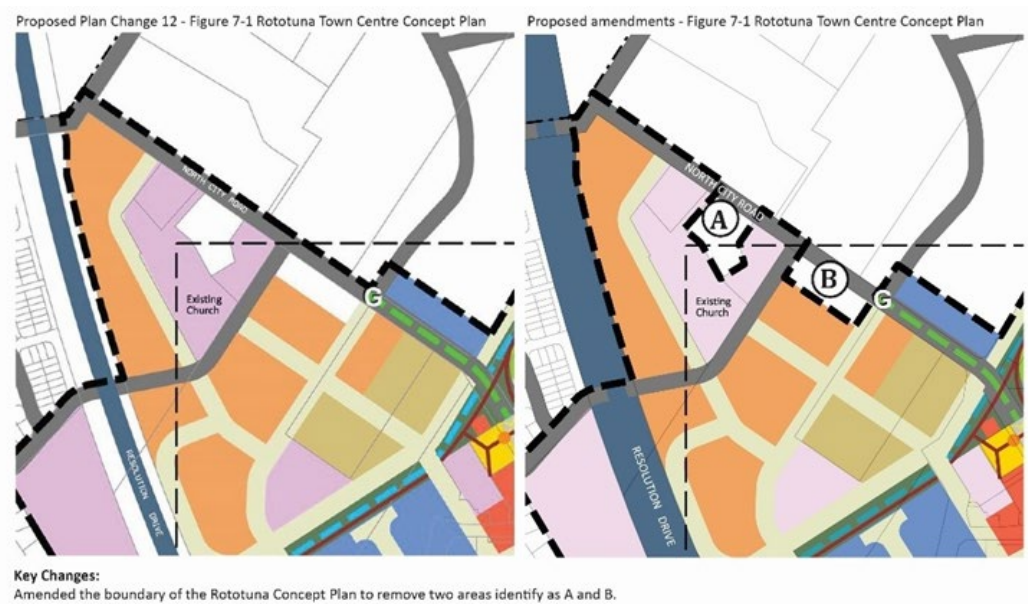 Proposed Plan Change 12 - Figure 7-1 Rototuna Town Centre Concept Plan
NORTH CITY ROAD
Existing
Church
G
RESOLUTION DRIVE
Proposed amendments - Figure 7-1 Rototuna Town Centre Concept Plan
NORTH CITY ROAD
A
B
Existing
Church
G
RESOLUTION DRIVE
Key Changes:
Amended the boundary of the Rototuna Concept Plan to remove two areas identify as A and B.